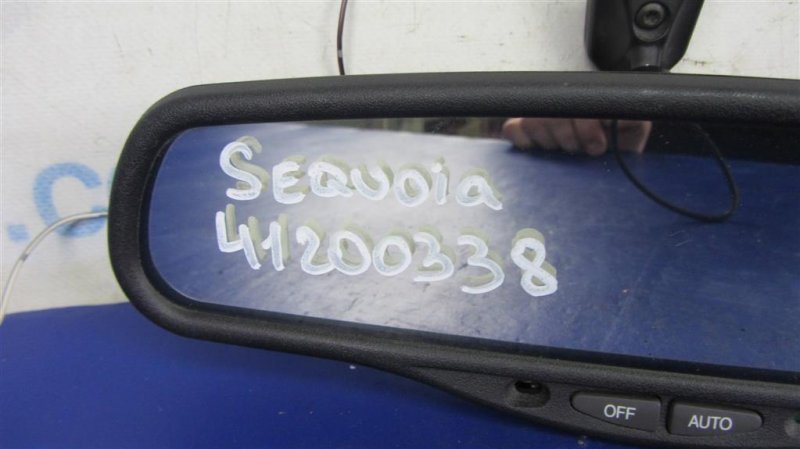 SEQUOia
41200338
OFF AUTO
.c